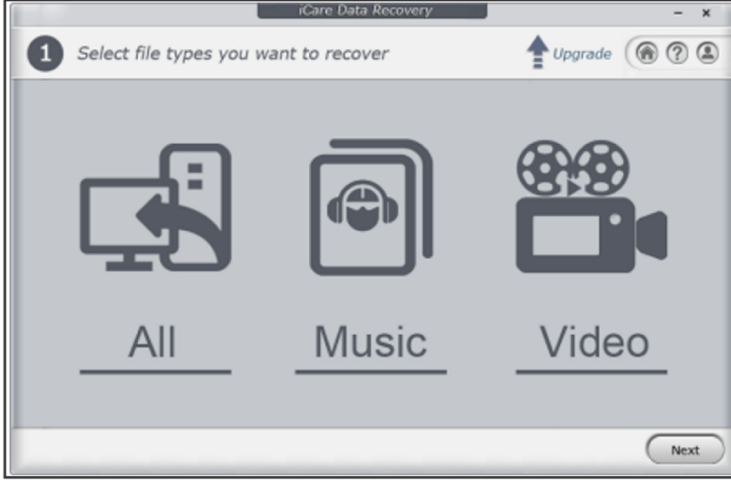 iCare Data Recovery
1 Select file types you want to recover
Upgrade
?
All
Music
Video
Next